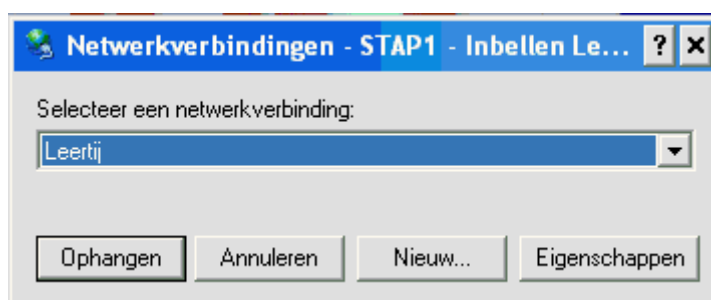 Netwerkverbindingen - STAP1 - Inbellen Le...
Selecteer een netwerkverbinding:
Leertij
Ophangen Annuleren Nieuw... Eigenschappen